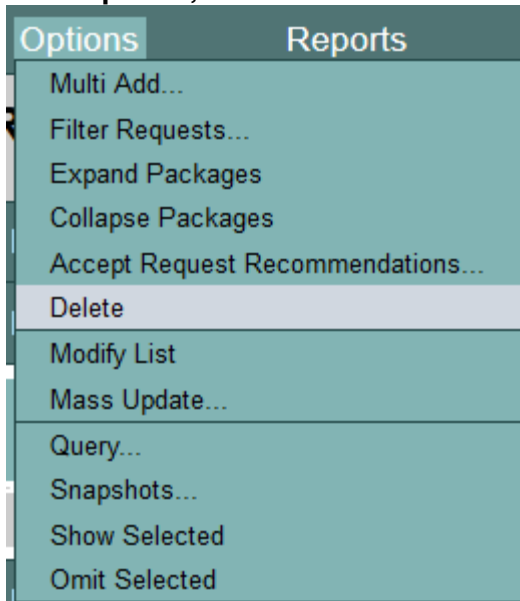 Options Reports
Multi Add...
Filter Requests...
Expand Packages
Collapse Packages
Accept Request Recommendations...
Delete
Modify List
Mass Update...
Query...
Snapshots...
Show Selected
Omit Selected